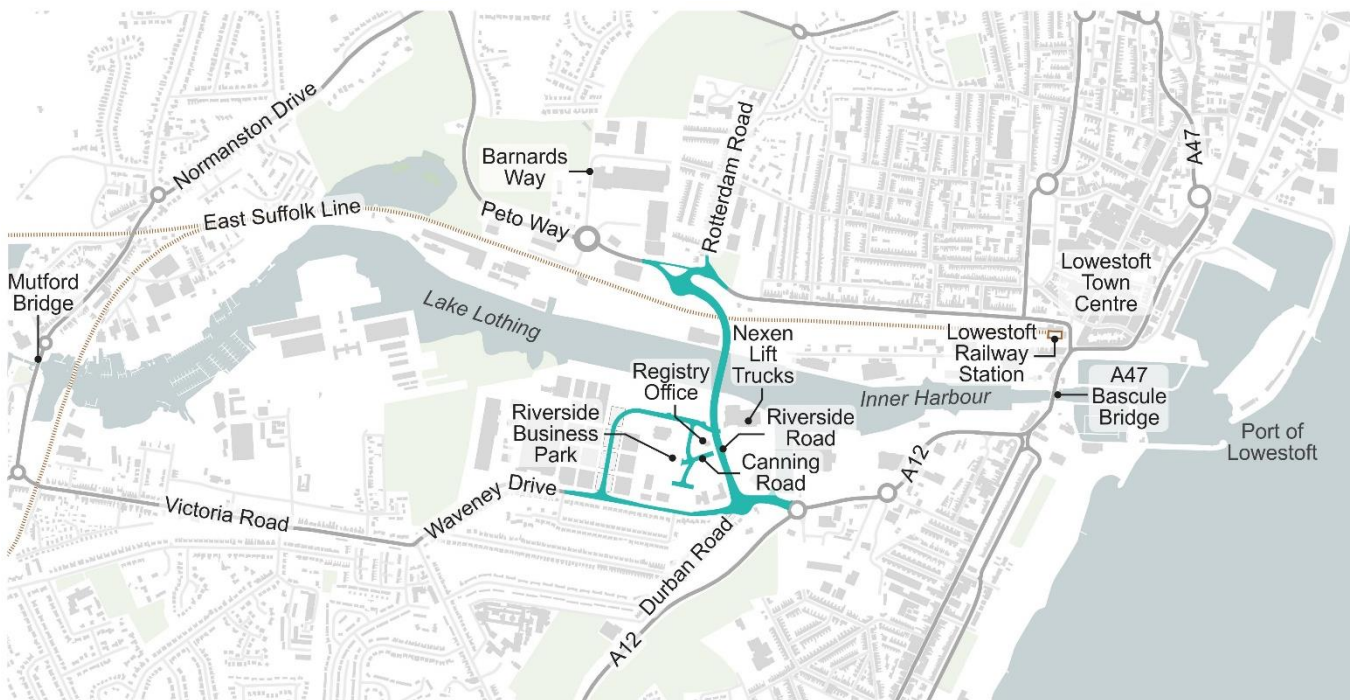 Normanston Drive
A47
Rotterdam Road
Barnards
Way
Peto Way
East Suffolk Line
Mutford
Bridge
Lowestoft
Town
Centre
Lake Lothing
Nexen
Lift
Trucks
Lowestoft
Railway
Station
Registry
Office
A47
Bascule
Bridge
Inner Harbour
Riverside
Business
Park
Riverside
Road
Port of
Lowestoft
Canning
Road
A12
Waveney Drive
Victoria Road
Durban Road
A12